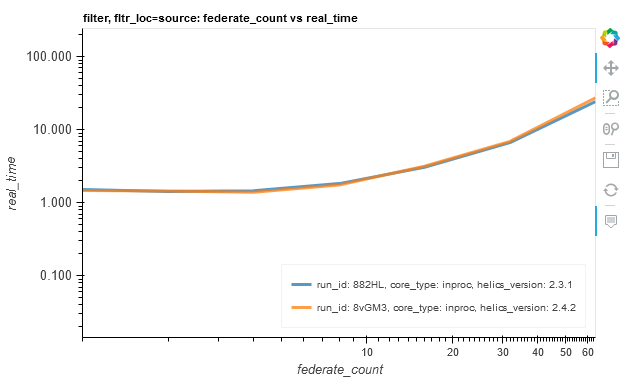 filter, fltr_loc=source: federate_count vs real_time
100.000
10.000
1.000
0.100
real_time
run_id: 882HL, core_type: inproc, helics_version: 2.3.1
run_id: 8vGM3, core_type: inproc, helics_version: 2.4.2
10 20 30 40 50 60
federate_count